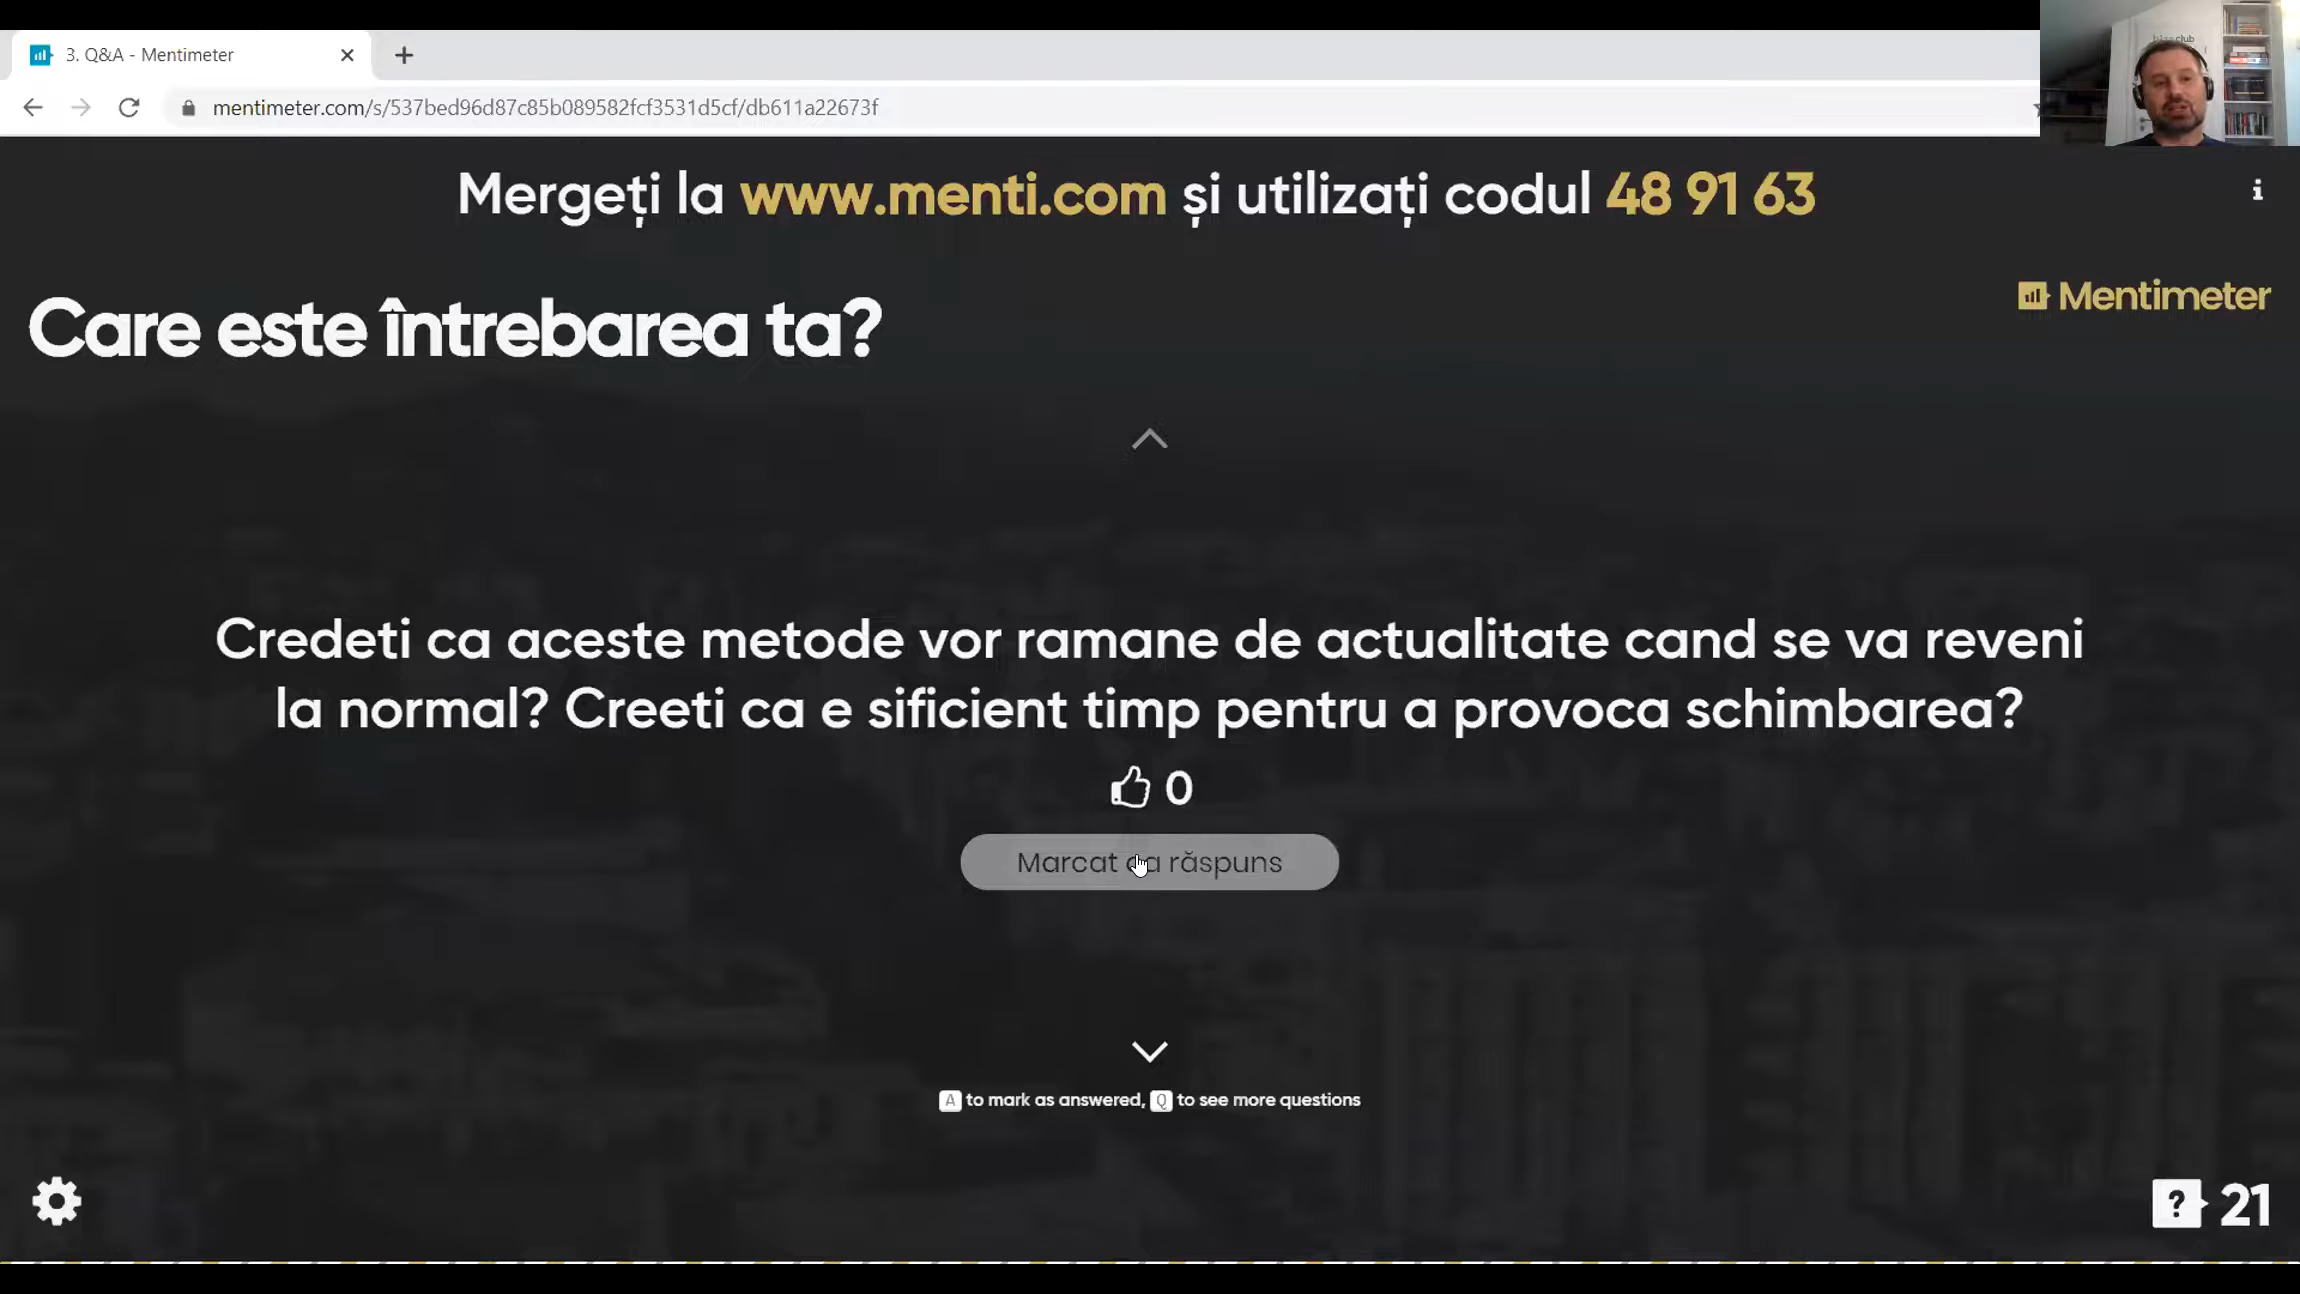 3. Q&A - Mentimeter
mentimeter.com/s/537bed96d87c85b089582fcf3531d5cf/db611a22673f
club
Mergeți la www.menti.com și utilizați codul 48 91 63
Mentimeter
Care este întrebarea ta?
Credeti ca aceste metode vor ramane de actualitate cand se va reveni
la normal? Creeti ca e sificient timp pentru a provoca schimbarea?
0
Marcat ca răspuns
A to mark as answered, Q to see more questions
? 21